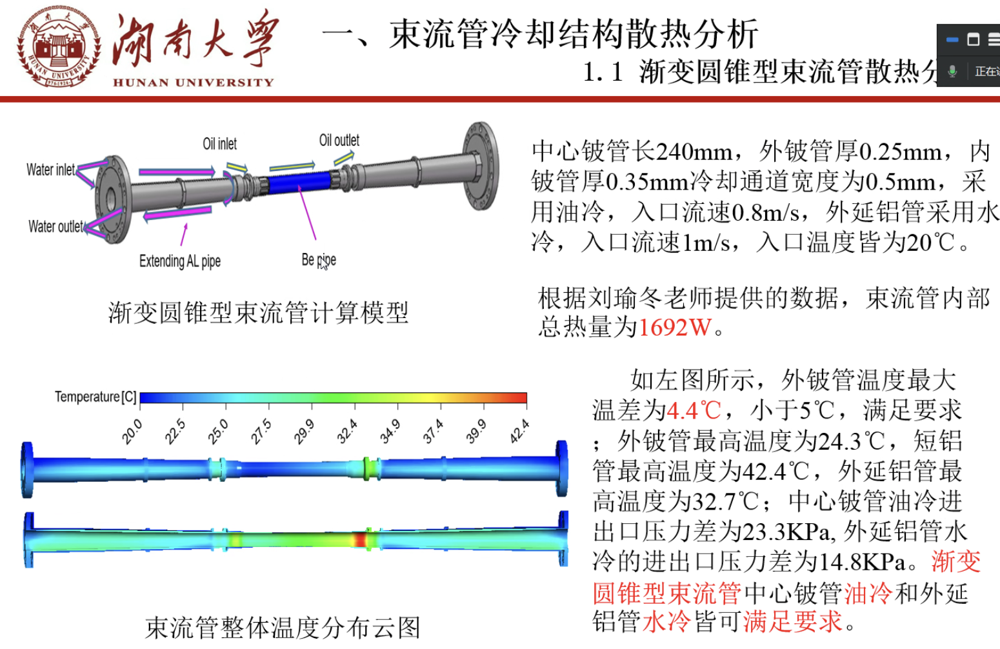 湖南大学
HUNAN UNIVERSITY
HUNAN UNIVERSITY
1976-1926
一、束流管冷却结构散热分析
1.1 渐变圆锥型束流管散热分
正在讲
Oil inlet
Oil outlet
Water inlet
Water outlet
Extending AL pipe
Be pipe
渐变圆锥型束流管计算模型
中心铍管长240mm，外铍管厚0.25mm，内
铍管厚0.35mm冷却通道宽度为0.5mm，采
用油冷，入口流速0.8m/s，外延铝管采用水
冷，入口流速1m/s，入口温度皆为20℃。
根据刘瑜冬老师提供的数据，束流管内部
总热量为1692W。
Temperature[C]
20.0 22.5 25.0 27.5 29.9 32.4 34.9 37.4 39.9 42.4
束流管整体温度分布云图
如左图所示，外铍管温度最大
温差为4.4℃，小于5℃，满足要求
；外铍管最高温度为24.3℃，短铝
管最高温度为42.4℃，外延铝管最
高温度为32.7℃；中心铍管油冷进
出口压力差为23.3KPa, 外延铝管水
冷的进出口压力差为14.8KPa。渐变
圆锥型束流管中心铍管油冷和外延
铝管水冷皆可满足要求。